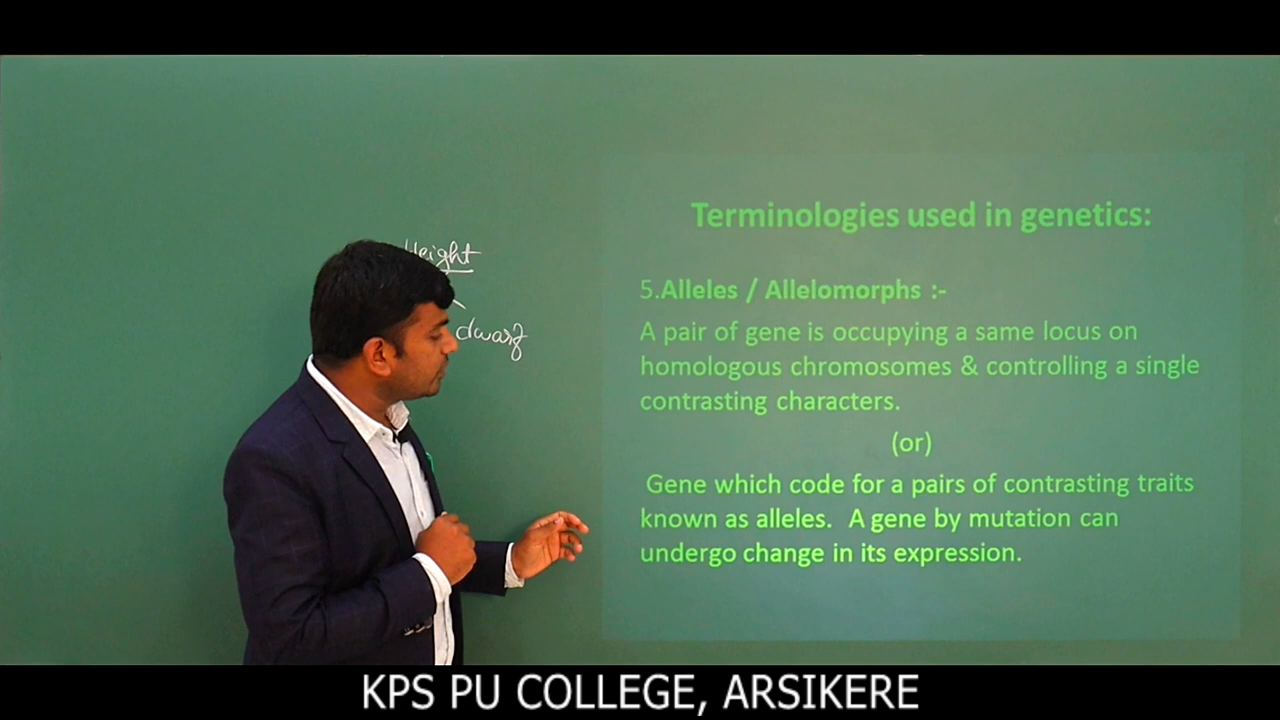 Height
dwarf
Terminologies used in genetics:
5.Alleles / Allelomorphs :-
A pair of gene is occupying a same locus on
homologous chromosomes & controlling a single
contrasting characters.
(or)
Gene which code for a pairs of contrasting traits
known as alleles. A gene by mutation can
undergo change in its expression.
KPS PU COLLEGE, ARSIKERE